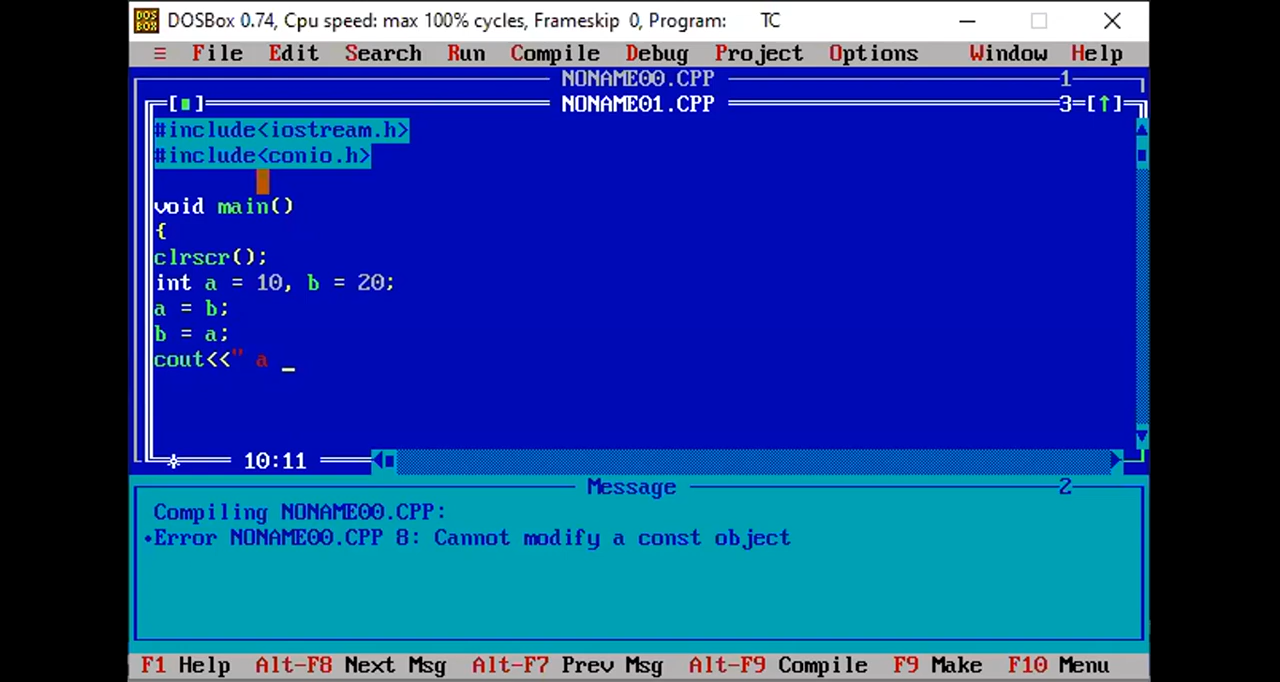 DOSBox 0.74, Cpu speed: max 100% cycles, Frameskip 0, Program: TC
≡ File Edit Search Run Compile Debug Project Options Window Help
NONAME00.CPP 1
[■] NONAME01.CPP 3=[↑]
#include<iostream.h>
#include<conio.h>
void main()
{
clrscr();
int a = 10, b = 20;
a = b;
b = a;
cout<<" a _
10:11
Message 2
Compiling NONAME00.CPP:
•Error NONAME00.CPP 8: Cannot modify a const object
F1 Help Alt-F8 Next Msg Alt-F7 Prev Msg Alt-F9 Compile F9 Make F10 Menu